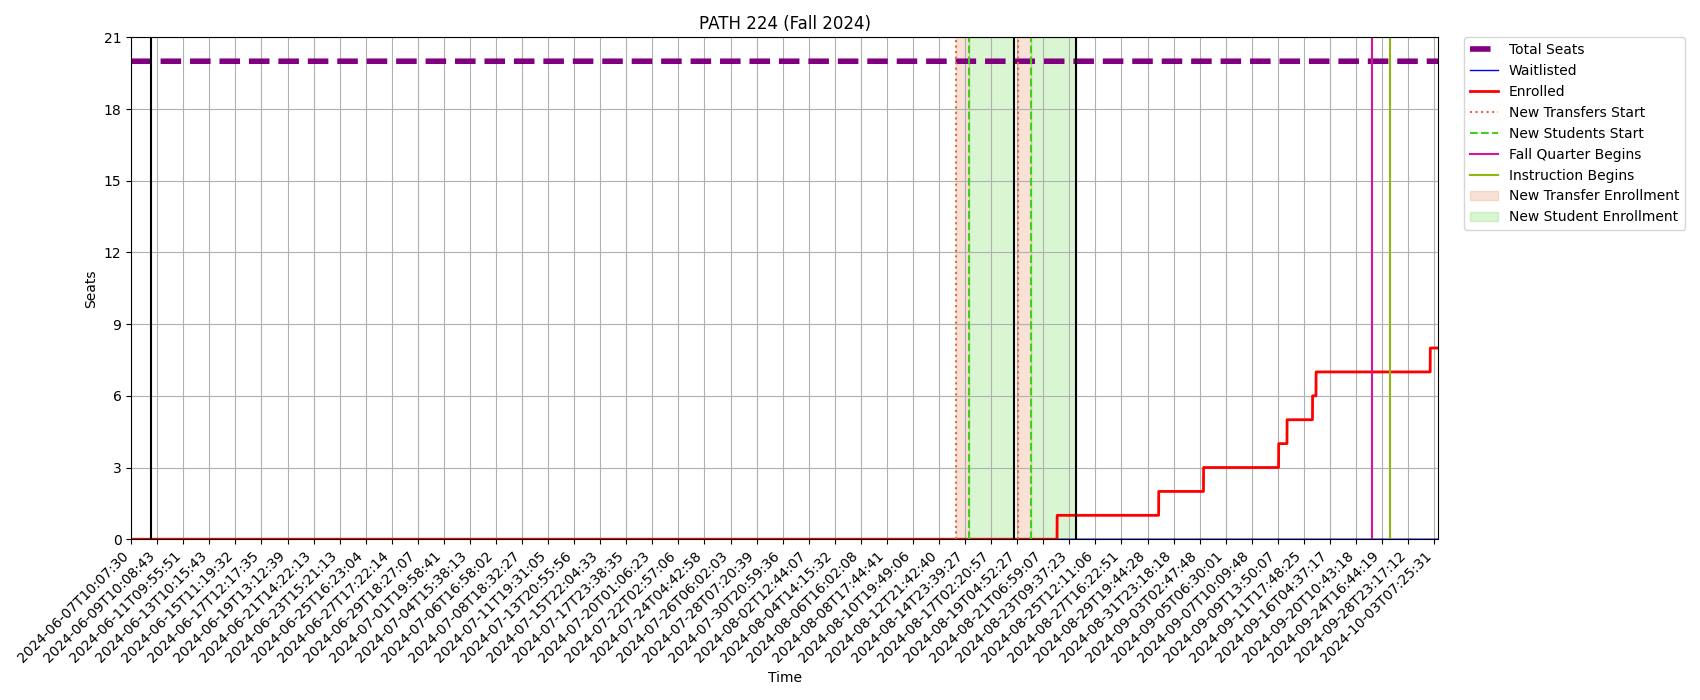 PATH 224 (Fall 2024)
21
18
15
12
9
6
3
0
Seats
2024-06-07T10:07:30
2024-06-09T10:08:43
2024-06-11T09:55:51
2024-06-13T10:15:43
2024-06-15T11:19:32
2024-06-17T12:17:35
2024-06-19T13:12:39
2024-06-21T14:22:13
2024-06-23T15:21:13
2024-06-25T16:23:04
2024-06-27T17:22:14
2024-06-29T18:27:07
2024-07-01T19:58:41
2024-07-04T15:38:13
2024-07-06T16:58:02
2024-07-08T18:32:27
2024-07-11T19:31:05
2024-07-13T20:55:56
2024-07-15T22:04:33
2024-07-17T23:38:35
2024-07-20T01:06:23
2024-07-22T02:57:06
2024-07-24T04:42:58
2024-07-26T06:02:03
2024-07-28T07:20:39
2024-07-30T20:59:36
2024-08-02T12:44:07
2024-08-04T14:15:32
2024-08-06T16:02:08
2024-08-08T17:44:41
2024-08-10T19:49:06
2024-08-12T21:42:40
2024-08-14T23:39:27
2024-08-17T02:20:57
2024-08-19T04:52:27
2024-08-21T06:59:07
2024-08-23T09:37:23
2024-08-25T12:11:06
2024-08-27T16:22:51
2024-08-29T19:44:28
2024-08-31T23:18:18
2024-09-03T02:47:48
2024-09-05T06:30:01
2024-09-07T10:09:48
2024-09-09T13:50:07
2024-09-11T17:48:25
2024-09-16T04:37:17
2024-09-20T10:43:18
2024-09-24T16:44:19
2024-09-28T23:17:12
2024-10-03T07:25:31
Time
Total Seats
Waitlisted
Enrolled
New Transfers Start
New Students Start
Fall Quarter Begins
Instruction Begins
New Transfer Enrollment
New Student Enrollment